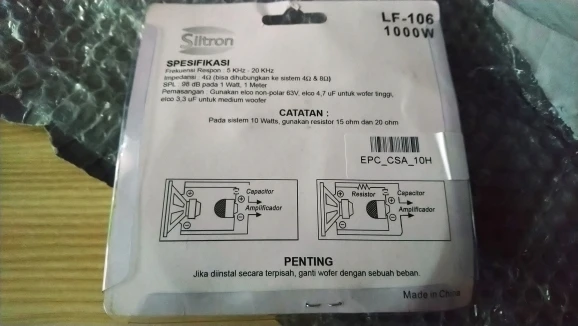 LF-106
1000W
Siltron
SPESIFIKASI
Frekuensi Respon : 5 KHz - 20 KHz
Impedansi : 4Ω (bisa dihubungkan ke sistem 4Ω & 8Ω)
SPL : 98 dB pada 1 Watt, 1 Meter
Pemasangan : Gunakan elco non-polar 63V, elco 4,7 uF untuk wofer tinggi,
elco 3,3 uF untuk medium woofer
CATATAN :
Pada sistem 10 Watts, gunakan resistor 15 ohm dan 20 ohm
EPC_CSA_10H
Capacitor
Amplificador
Resistor
Capacitor
Amplificador
PENTING
Jika diinstal secara terpisah, ganti wofer dengan sebuah beban.
Made in China